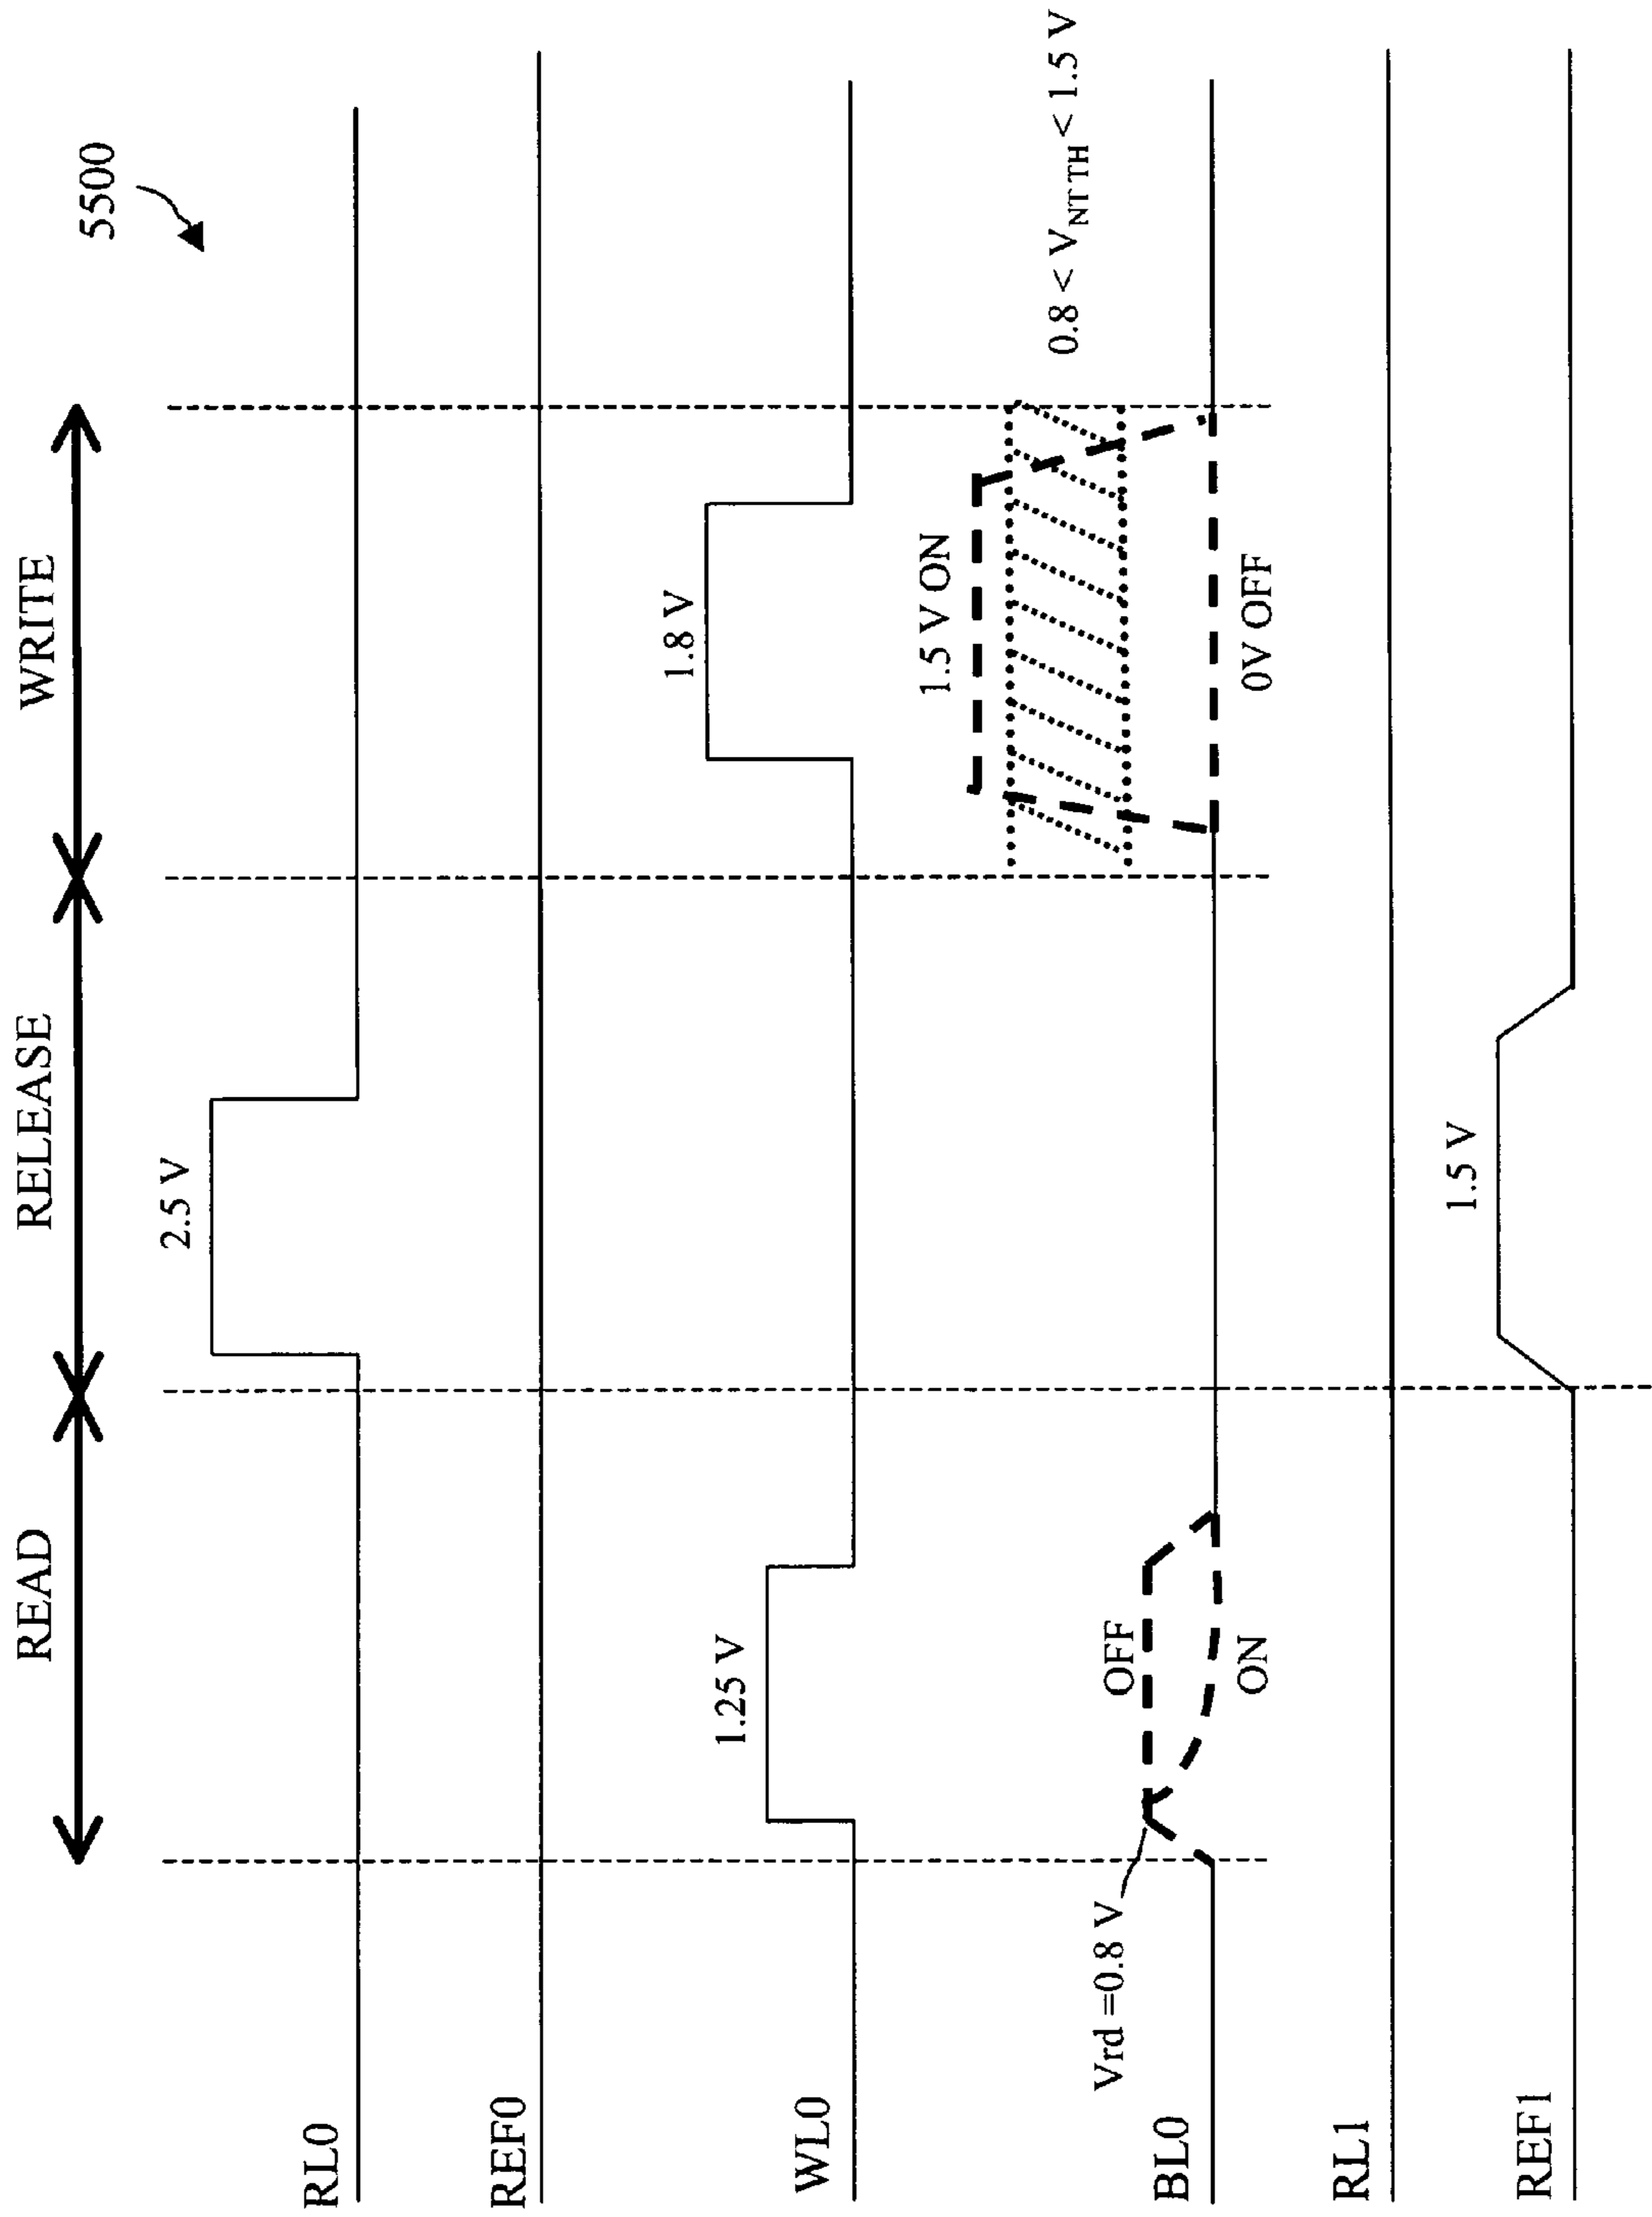 5500
READ
RELEASE
WRITE
RL0
2.5 V
REF0
WL0
1.25 V
1.8 V
BL0
Vrd =0.8 V
OFF
ON
1.5 V ON
0V OFF
0.8 < VNT TH < 1.5 V
RL1
REF1
1.5 V